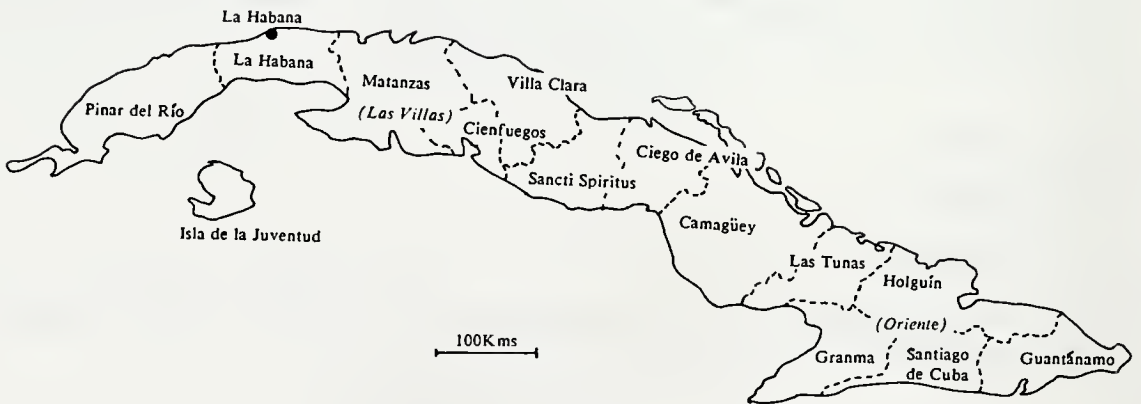 La Habana
La Habana
Pinar del Río
Matanzas
(Las Villas)
Villa Clara
Cienfuegos
Sancti Spiritus
Ciego de Avila
Isla de la Juventud
Camagüey
Las Tunas
Holguín
(Oriente)
100Kms
Granma
Santiago
de Cuba
Guantánamo